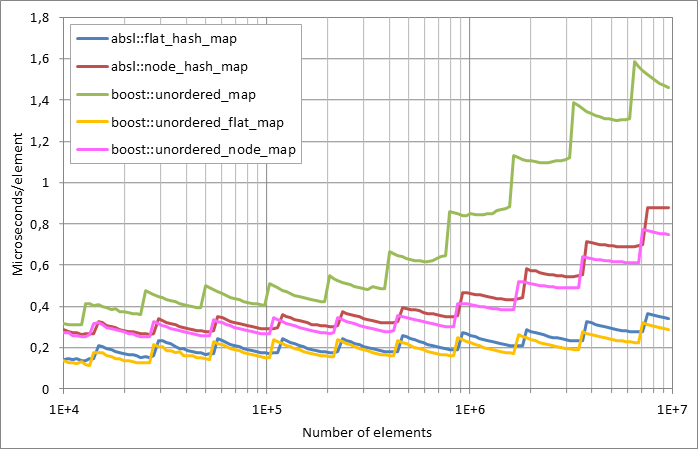 1,8
1,6
1,4
1,2
1
0,8
0,6
0,4
0,2
0
Microseconds/element
absl::flat_hash_map
absl::node_hash_map
boost::unordered_map
boost::unordered_flat_map
boost::unordered_node_map
1E+4 1E+5 1E+6 1E+7
Number of elements